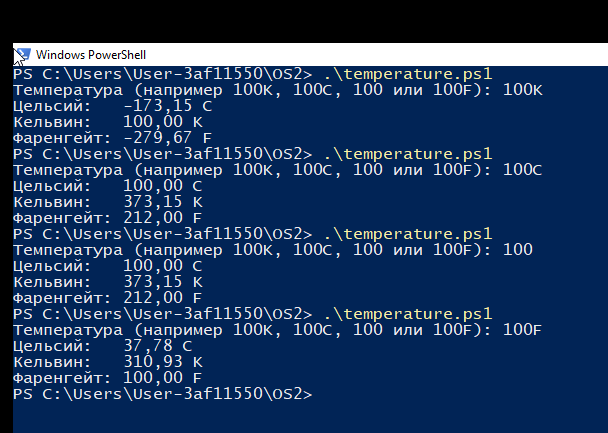 Windows PowerShell
PS C:\Users\User-3af11550\OS2> .\temperature.ps1
Температура (например 100K, 100C, 100 или 100F): 100K
Цельсий:   -173,15 C
Кельвин:   100,00 K
Фаренгейт: -279,67 F
PS C:\Users\User-3af11550\OS2> .\temperature.ps1
Температура (например 100K, 100C, 100 или 100F): 100C
Цельсий:   100,00 C
Кельвин:   373,15 K
Фаренгейт: 212,00 F
PS C:\Users\User-3af11550\OS2> .\temperature.ps1
Температура (например 100K, 100C, 100 или 100F): 100
Цельсий:   100,00 C
Кельвин:   373,15 K
Фаренгейт: 212,00 F
PS C:\Users\User-3af11550\OS2> .\temperature.ps1
Температура (например 100K, 100C, 100 или 100F): 100F
Цельсий:   37,78 C
Кельвин:   310,93 K
Фаренгейт: 100,00 F
PS C:\Users\User-3af11550\OS2>